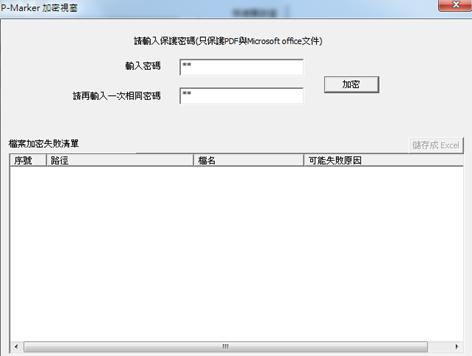 P-Marker 加密視窗
請輸入保護密碼(只保護PDF與Microsoft office文件)
輸入密碼
**
加密
請再輸入一次相同密碼
**
檔案加密失敗清單
儲存成 Excel
序號 路徑 檔名 可能失敗原因